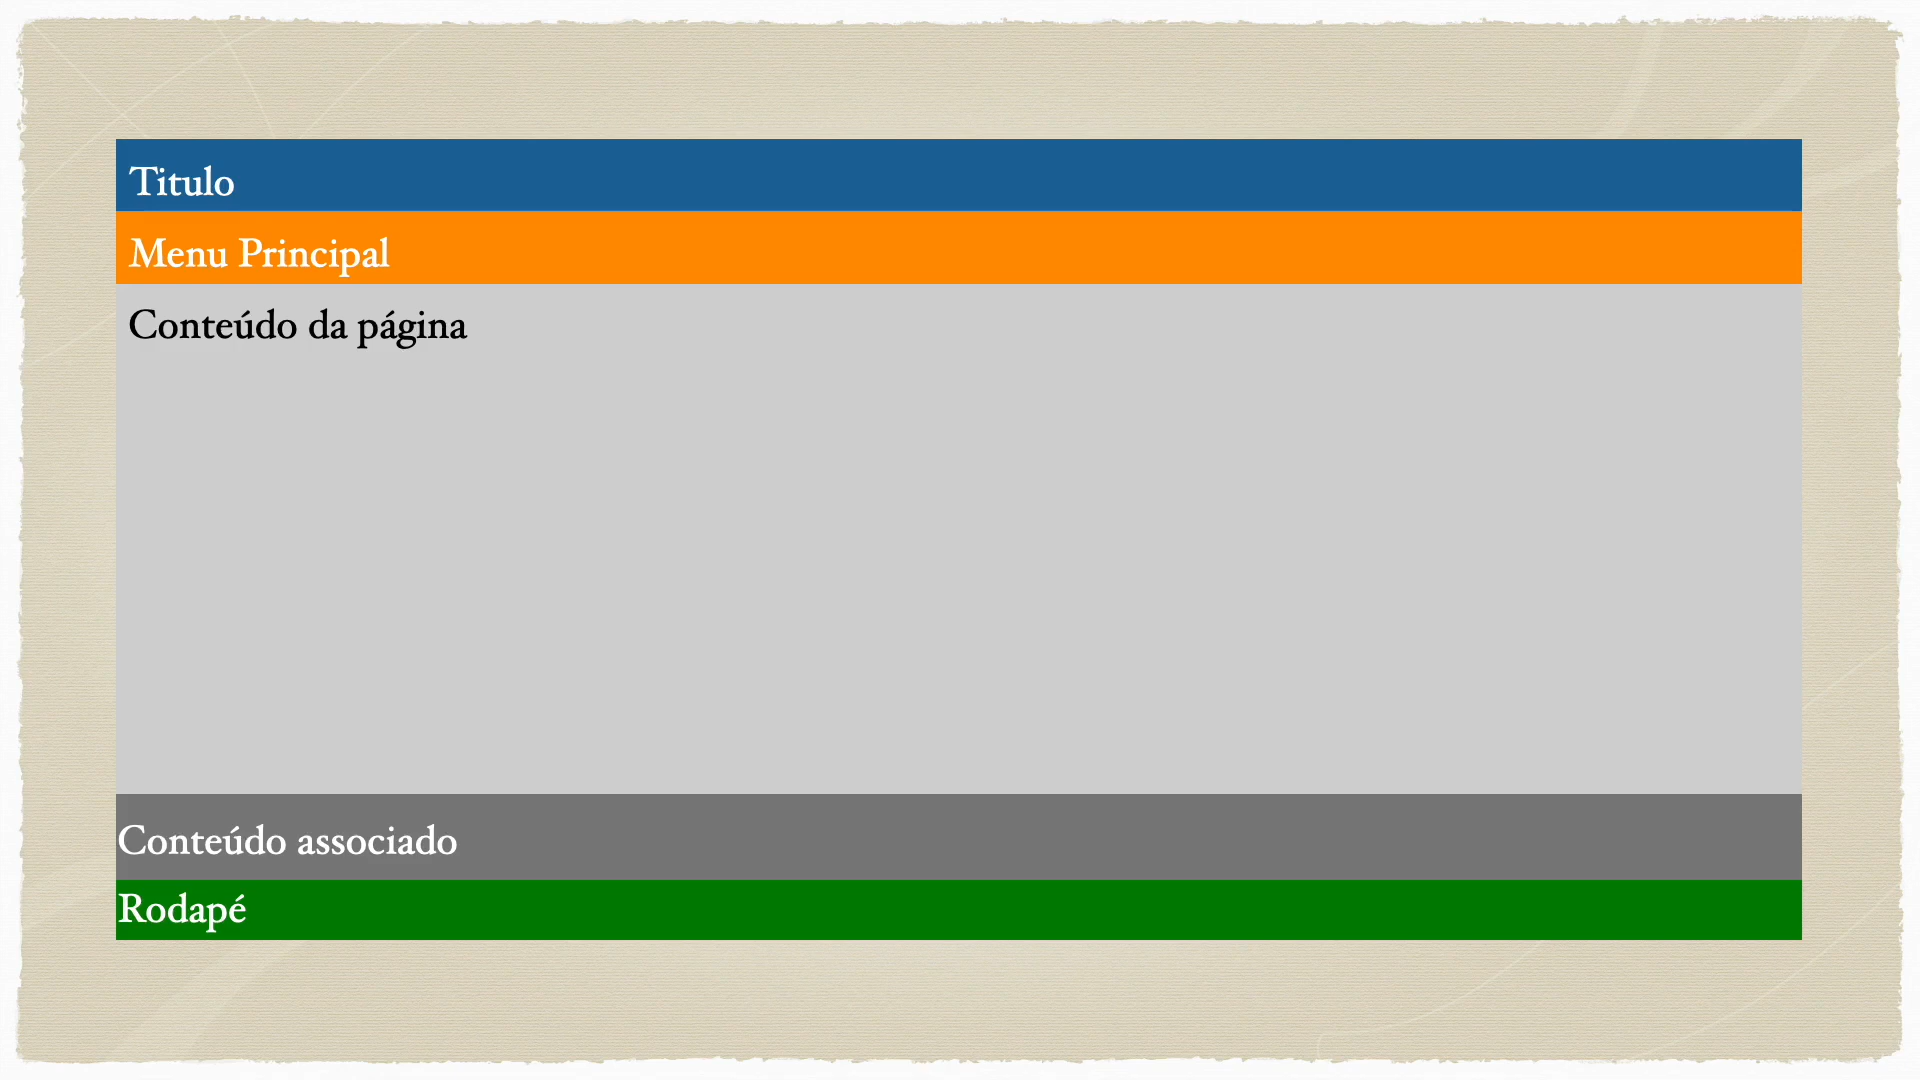 Titulo
Menu Principal
Conteúdo da página
Conteúdo associado
Rodapé